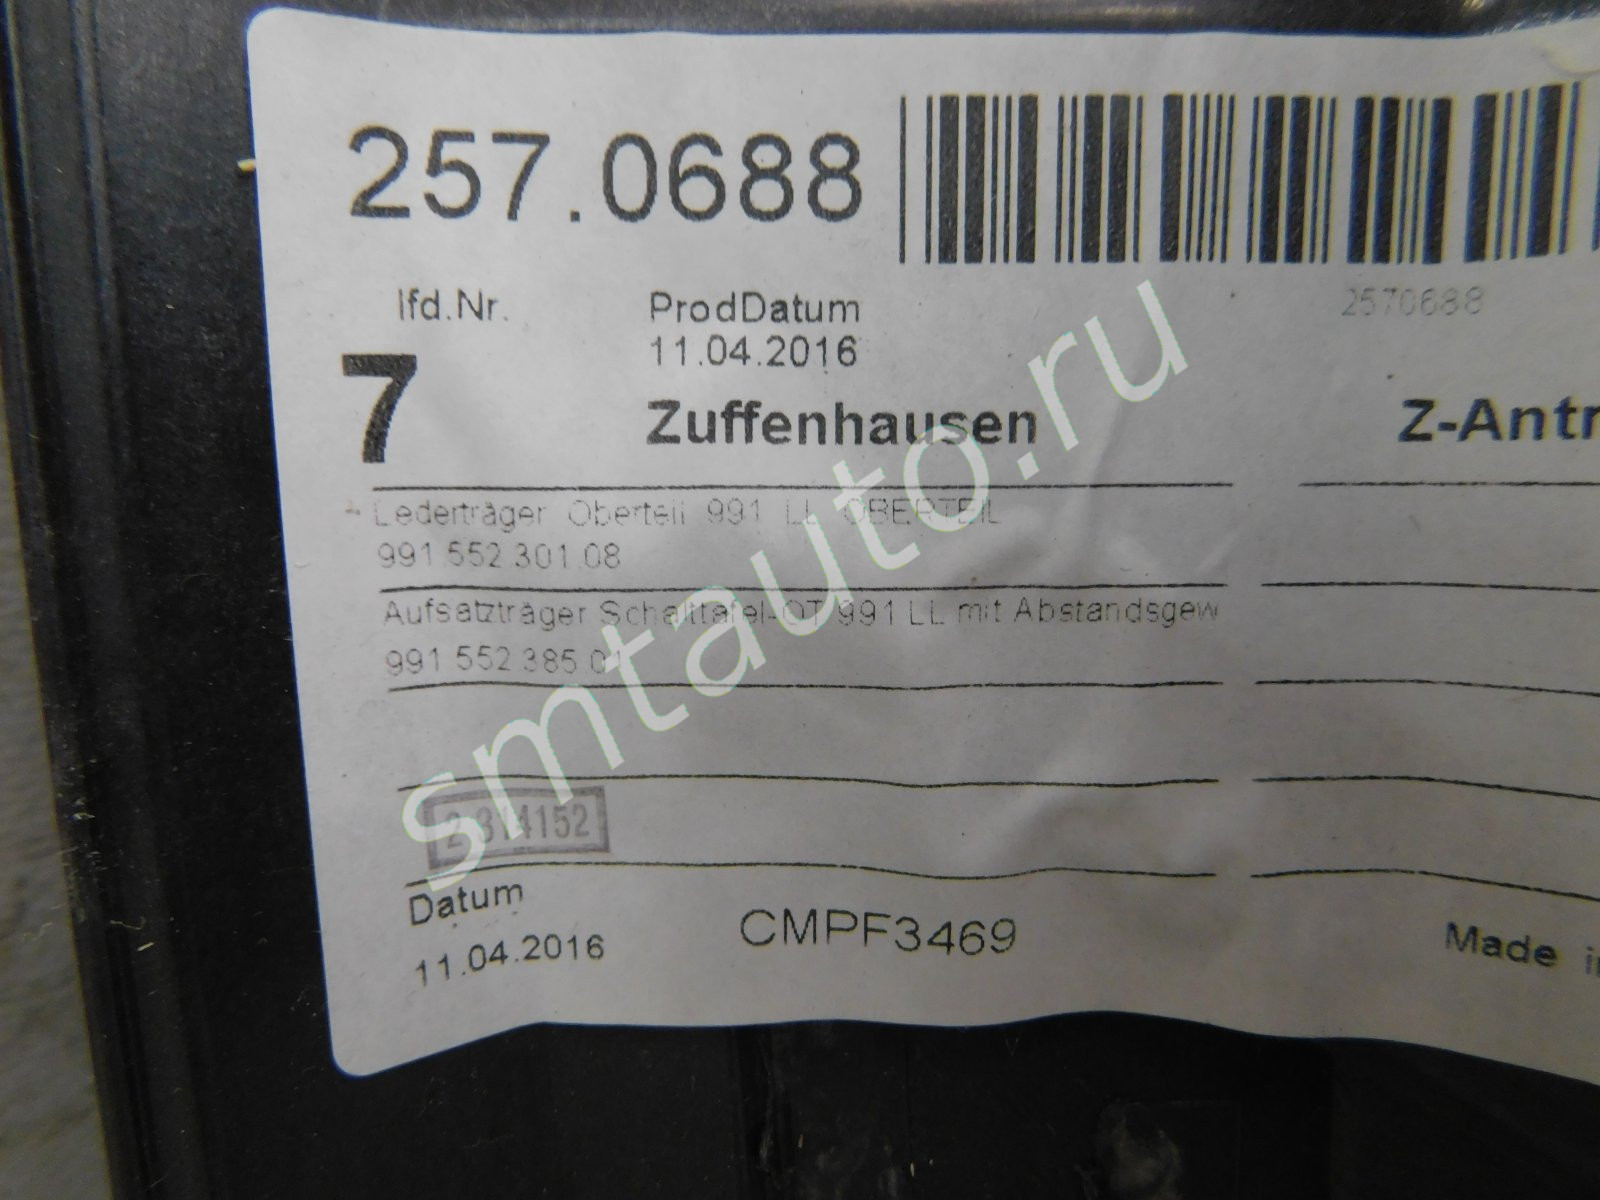 257.0688
2570688
lfd.Nr. ProdDatum
11.04.2016
7 Zuffenhausen Z-Antr
Lederträger Oberteil 991 LL OBERTEIL
991 552 301 08
Aufsatzträger Schalttafel-OT 991 LL mit Abstandsgew
991 552 385 01
Datum
11.04.2016 CMPF3469 Made
smtauto.ru